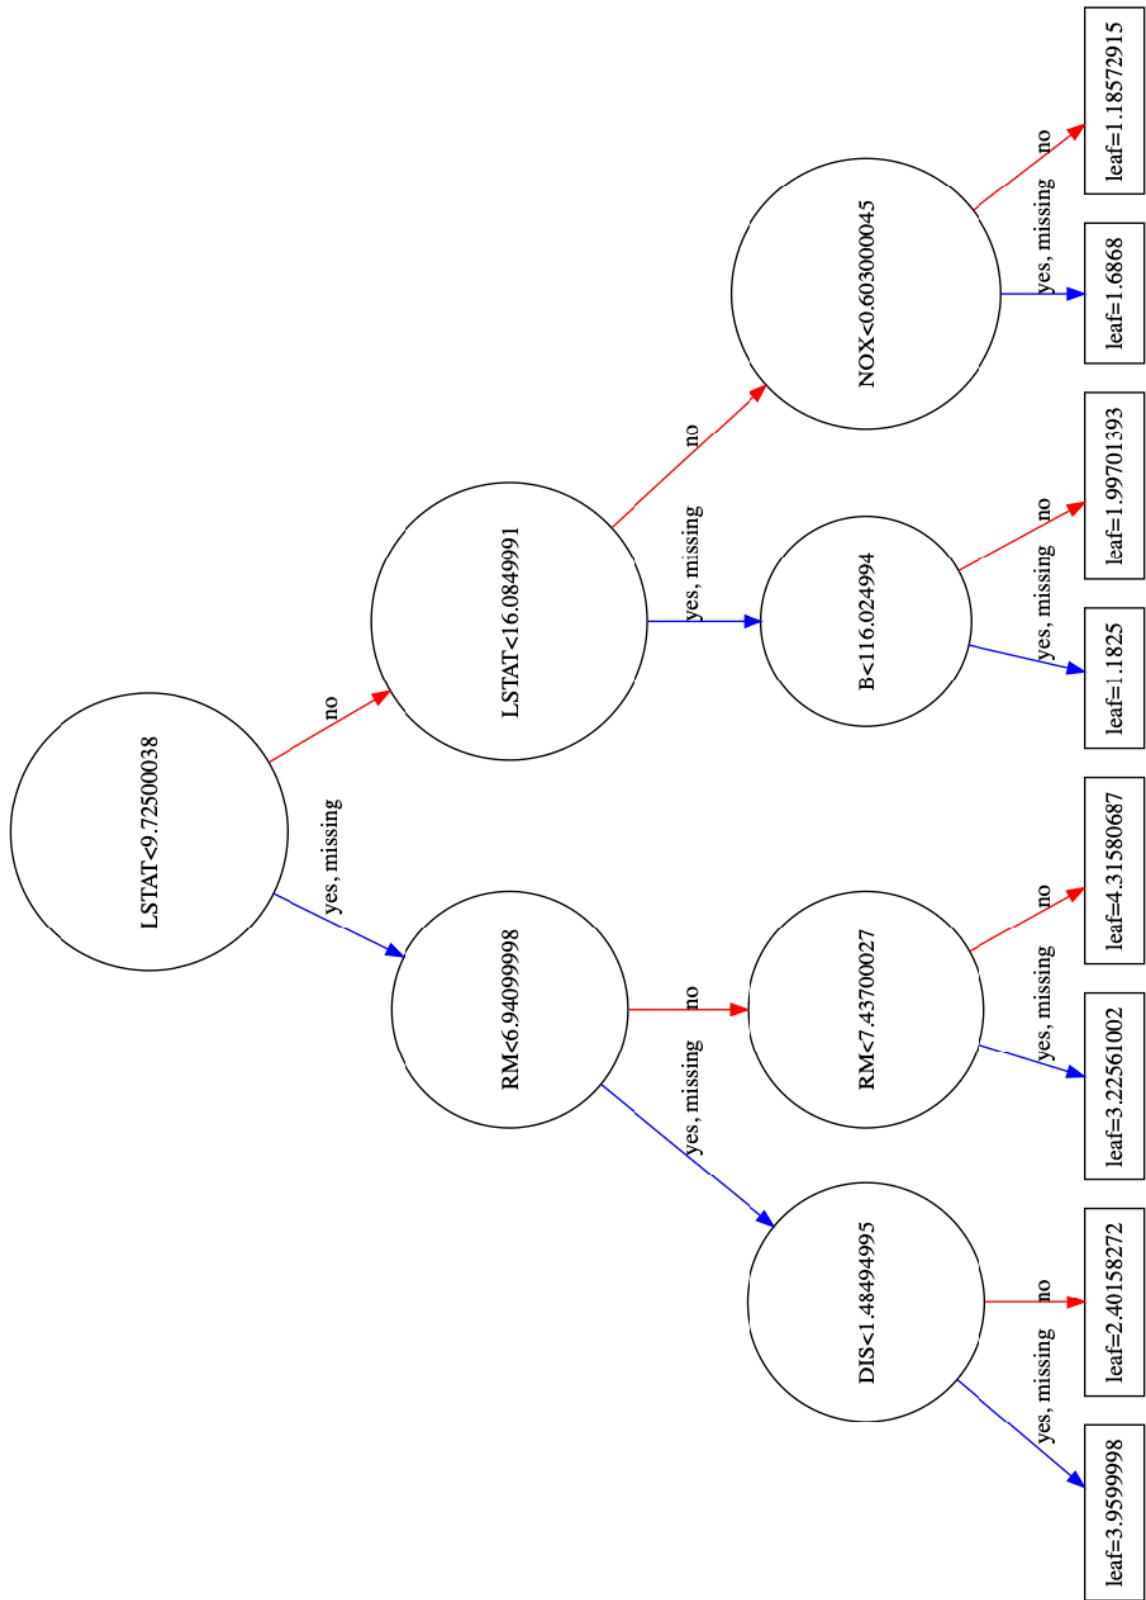 LSTAT<9.72500038
yes, missing
no
RM<6.94099998
LSTAT<16.0849991
yes, missing
no
yes, missing
no
DIS<1.48494995
RM<7.43700027
B<116.024994
NOX<0.603000045
yes, missing
no
yes, missing
no
yes, missing
no
yes, missing
no
leaf=3.9599998
leaf=2.40158272
leaf=3.22561002
leaf=4.31580687
leaf=1.1825
leaf=1.99701393
leaf=1.6868
leaf=1.18572915